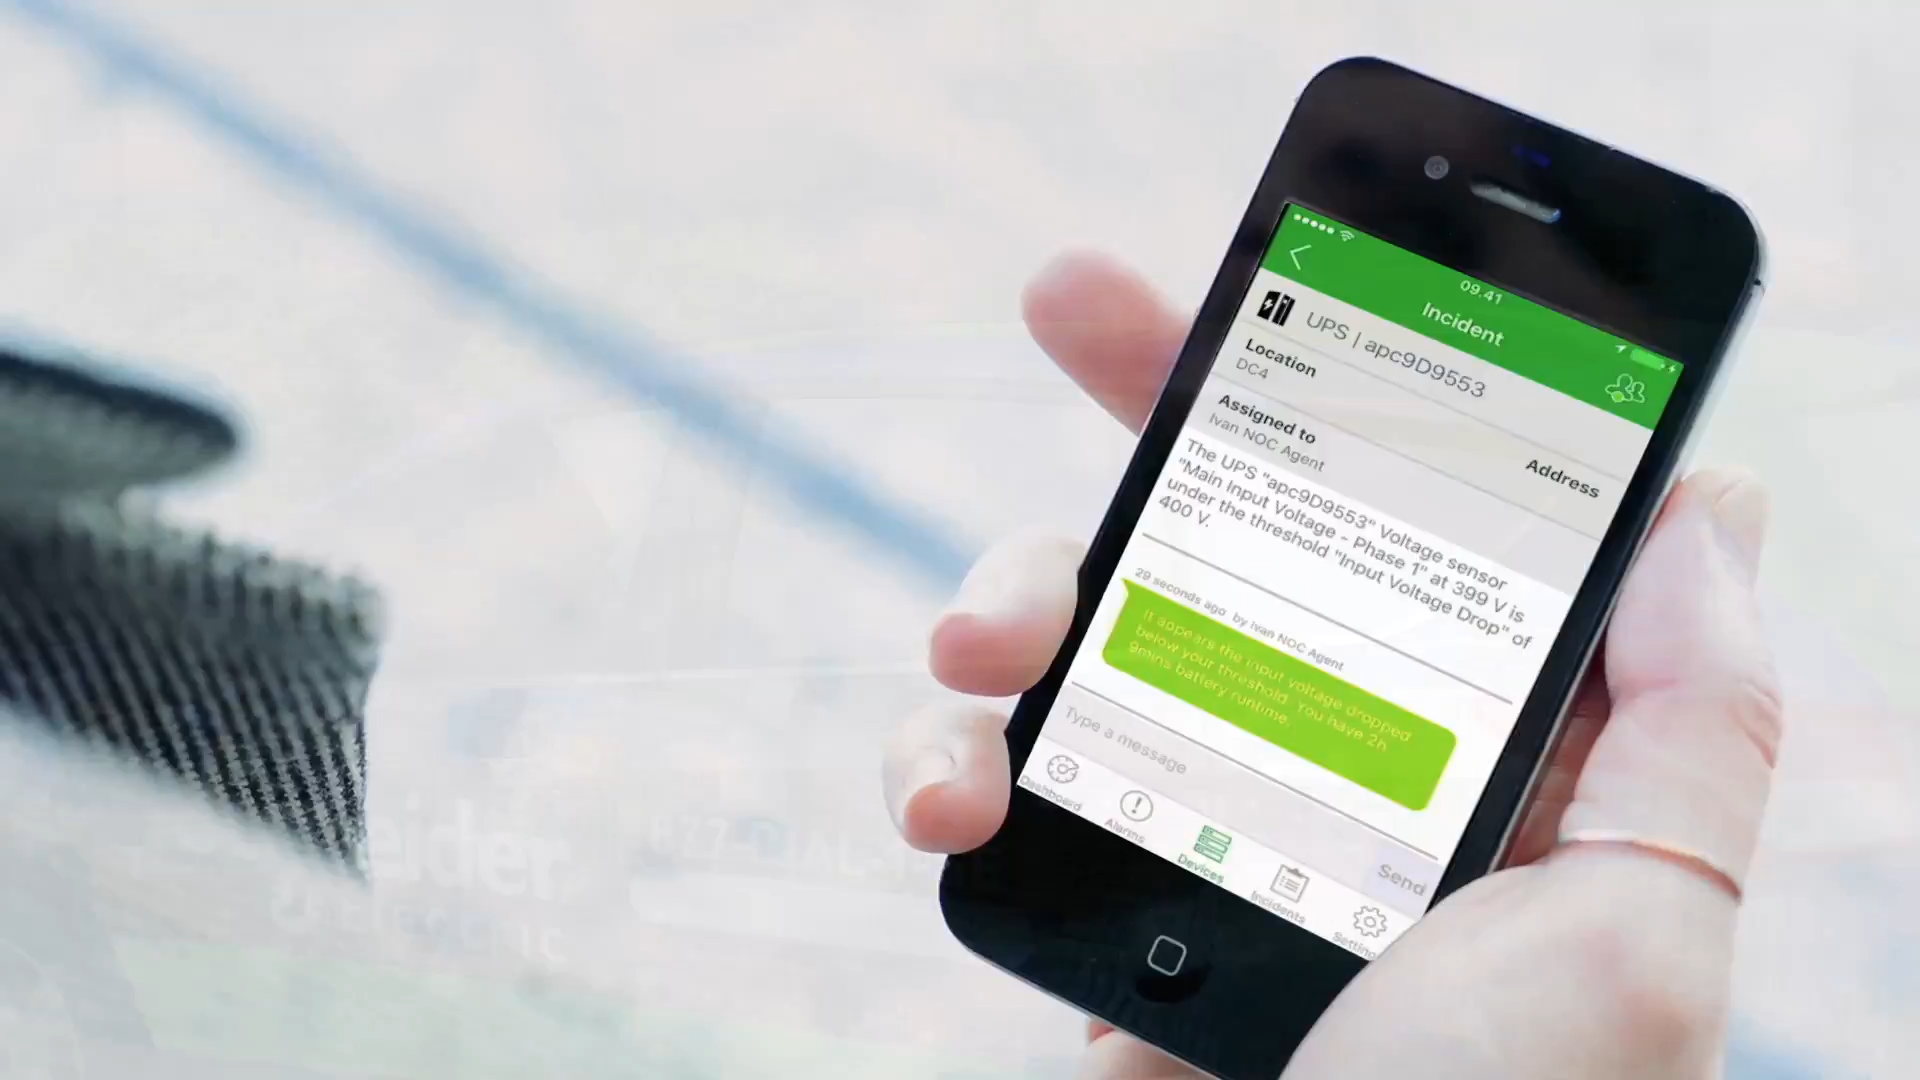 09.41
Incident
UPS | apc9D9553
Location
DC4
Assigned to
Ivan NOC Agent
Address
The UPS "apc9D9553" Voltage sensor
"Main Input Voltage - Phase 1" at 399 V is
under the threshold "Input Voltage Drop" of
400 V.
29 seconds ago by Ivan NOC Agent
It appears the input voltage dropped
below your threshold. You have 2h
9mins battery runtime.
Type a message
Send
Dashboard
Alarms
Devices
Incidents
Settings